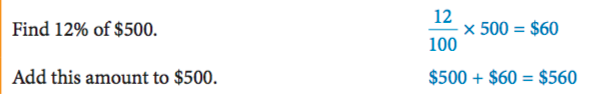 Find 12% of $500. 12/100 × 500 = $60
Add this amount to $500. $500 + $60 = $560